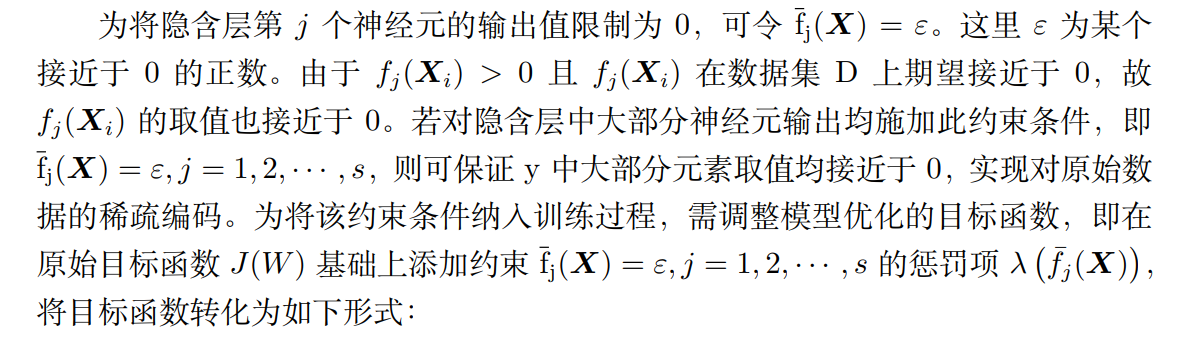 为将隐含层第 j 个神经元的输出值限制为 0，可令 f̄j(X) = ε。这里 ε 为某个
接近于 0 的正数。由于 fj(Xi) > 0 且 fj(Xi) 在数据集 D 上期望接近于 0，故
fj(Xi) 的取值也接近于 0。若对隐含层中大部分神经元输出均施加此约束条件，即
f̄j(X) = ε, j = 1, 2, ⋯ , s，则可保证 y 中大部分元素取值均接近于 0，实现对原始数
据的稀疏编码。为将该约束条件纳入训练过程，需调整模型优化的目标函数，即在
原始目标函数 J(W) 基础上添加约束 f̄j(X) = ε, j = 1, 2, ⋯ , s 的惩罚项 λ (f̄j(X))，
将目标函数转化为如下形式：